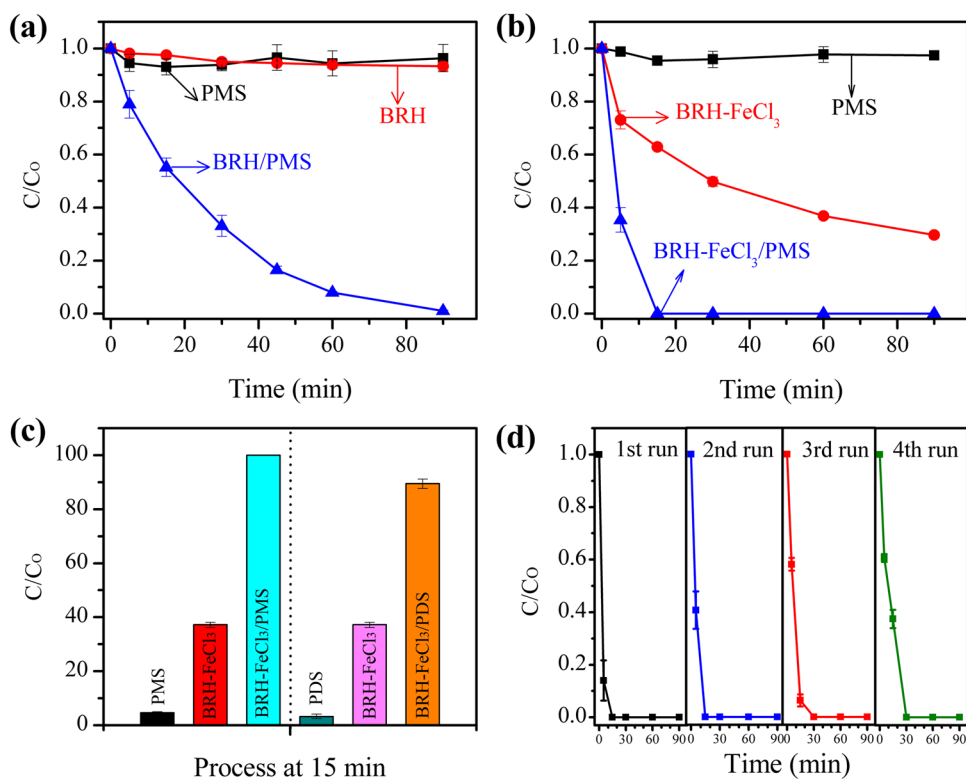 (a)
1.0
0.8
0.6
0.4
0.2
0.0
C/Co
PMS
BRH
BRH/PMS
0 20 40 60 80
Time (min)
(b)
1.0
0.8
0.6
0.4
0.2
0.0
C/Co
PMS
BRH-FeCl3
BRH-FeCl3/PMS
0 20 40 60 80
Time (min)
(c)
100
80
60
40
20
0
C/Co
PMS
BRH-FeCl3
BRH-FeCl3/PMS
PDS
BRH-FeCl3
BRH-FeCl3/PDS
Process at 15 min
(d)
1.0
0.8
0.6
0.4
0.2
0.0
C/Co
1st run
2nd run
3rd run
4th run
0 30 60 90 0 30 60 90 0 30 60 90 0 30 60 90
Time (min)